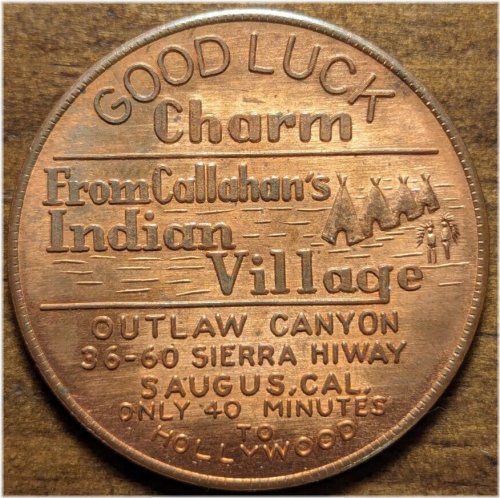 GOOD LUCK
Charm
From Callahan's
Indian
Village
OUTLAW CANYON
36-60 SIERRA HIWAY
SAUGUS, CAL.
ONLY 40 MINUTES
TO
HOLLYWOOD